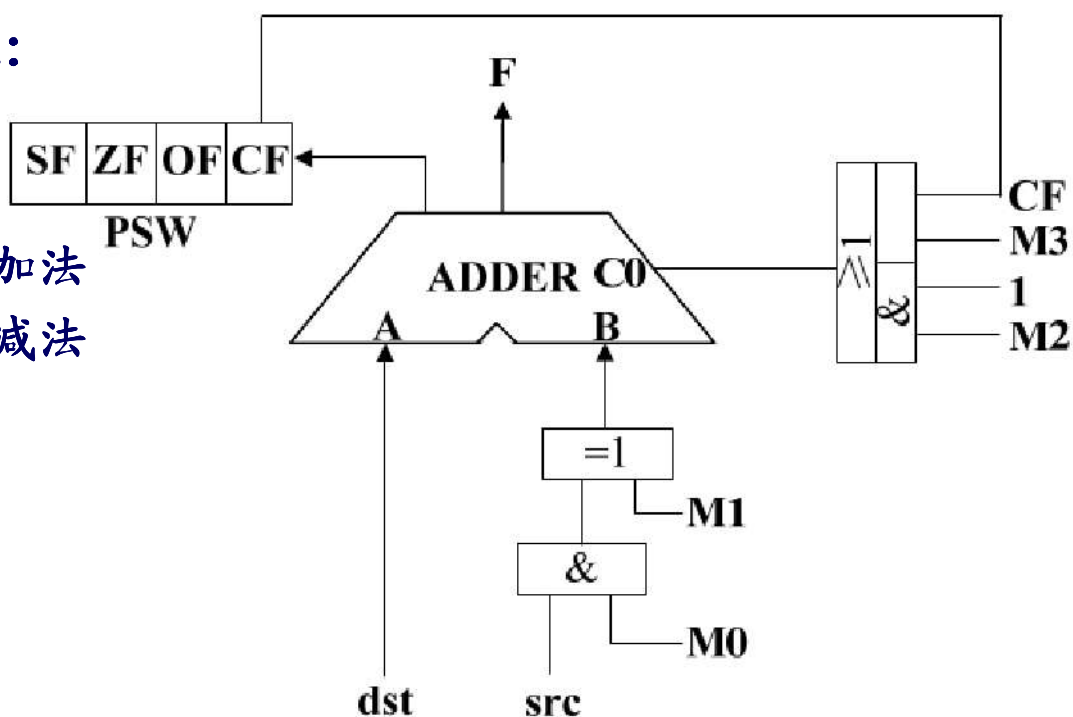 :
F
SF ZF OF CF
PSW
加法
减法
ADDER C0
A
B
≥1
&
CF
M3
1
M2
=1
M1
&
M0
dst
src